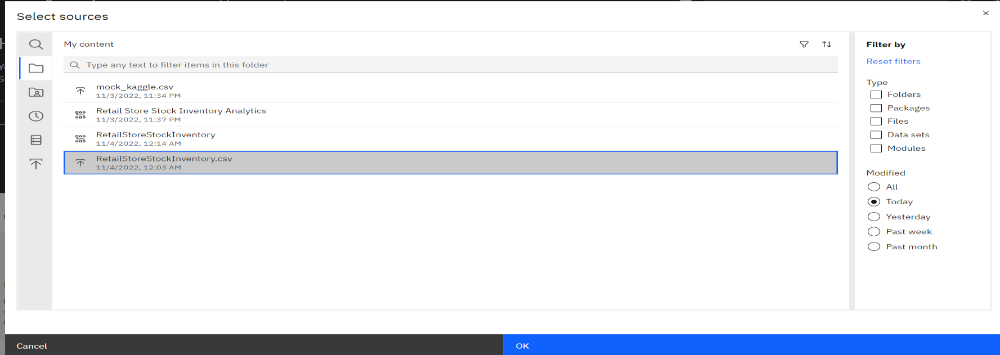 Select sources
My content
Type any text to filter items in this folder
mock_kaggle.csv
11/3/2022, 11:34 PM
Retail Store Stock Inventory Analytics
11/3/2022, 11:37 PM
RetailStoreStockInventory
11/4/2022, 12:14 AM
RetailStoreStockInventory.csv
11/4/2022, 12:03 AM
Filter by
Reset filters
Type
Folders
Packages
Files
Data sets
Modules
Modified
All
Today
Yesterday
Past week
Past month
Cancel
OK